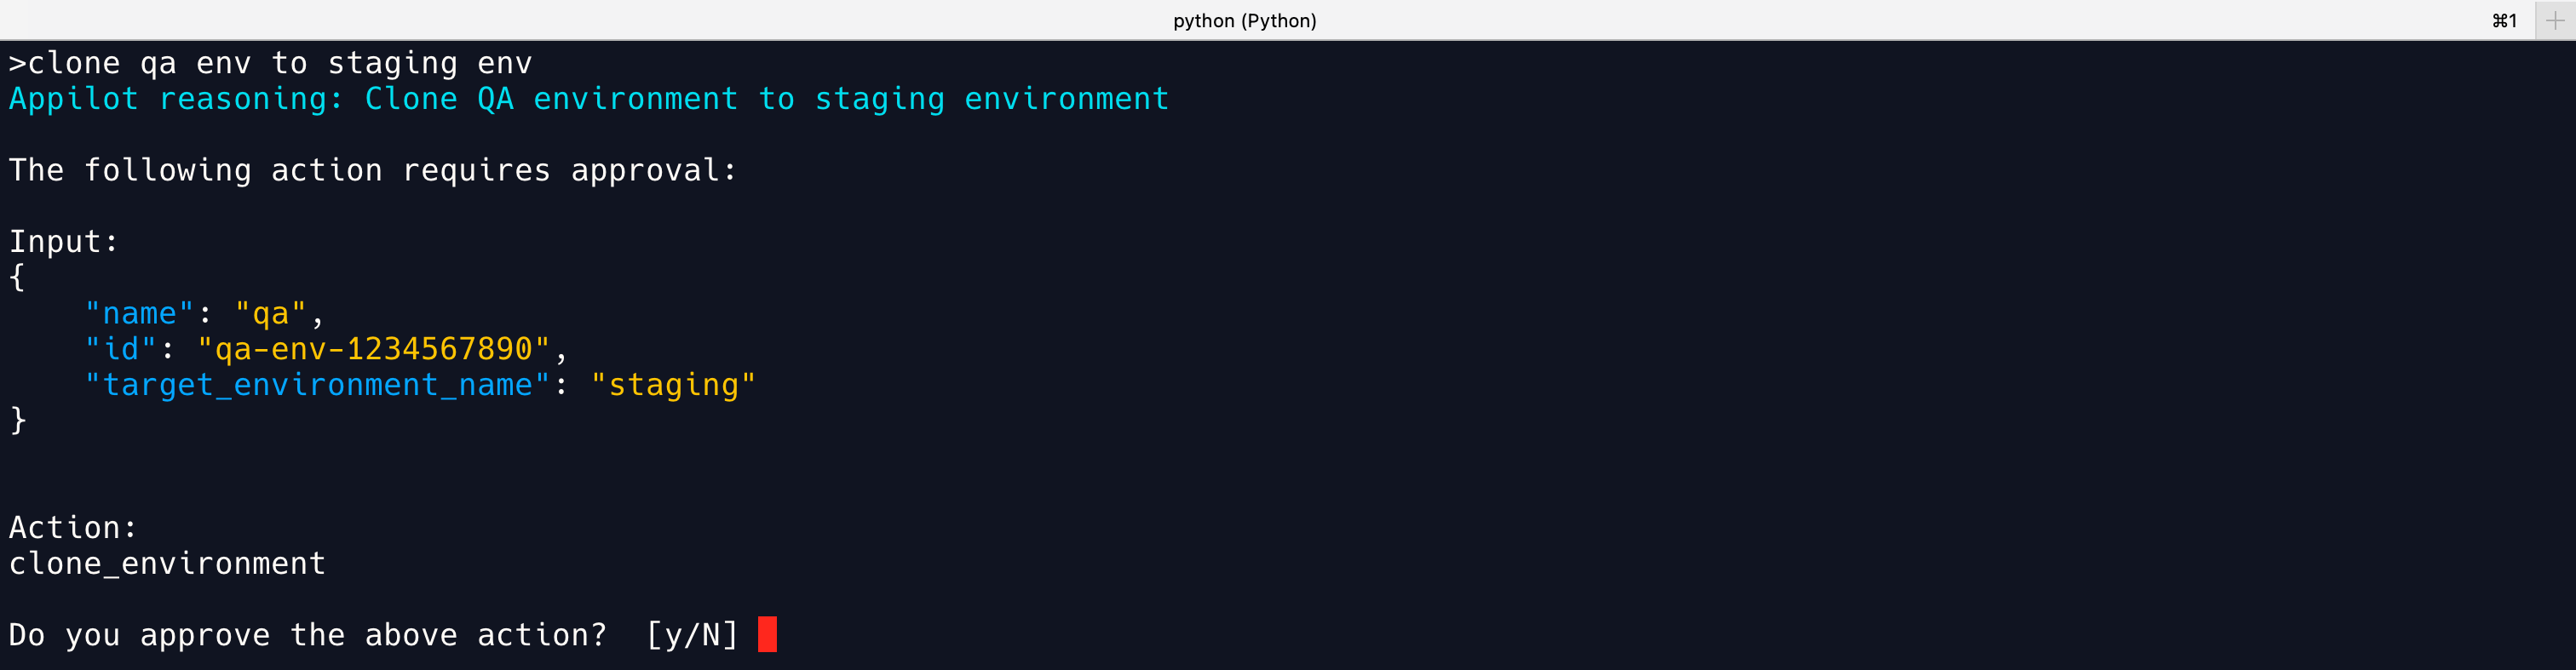 python (Python)
⌘1
>clone qa env to staging env
Appilot reasoning: Clone QA environment to staging environment
The following action requires approval:
Input:
{
    "name": "qa",
    "id": "qa-env-1234567890",
    "target_environment_name": "staging"
}
Action:
clone_environment
Do you approve the above action?  [y/N]